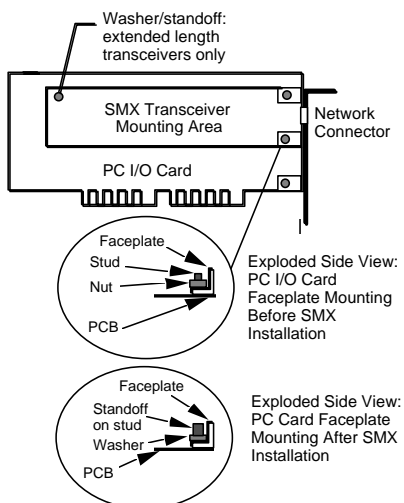 Washer/standoff:
extended length
transceivers only
SMX Transceiver
Mounting Area
Network
Connector
PC I/O Card
Faceplate
Stud
Nut
PCB
Exploded Side View:
PC I/O Card
Faceplate Mounting
Before SMX
Installation
Faceplate
Standoff
on stud
Washer
PCB
Exploded Side View:
PC Card Faceplate
Mounting After SMX
Installation